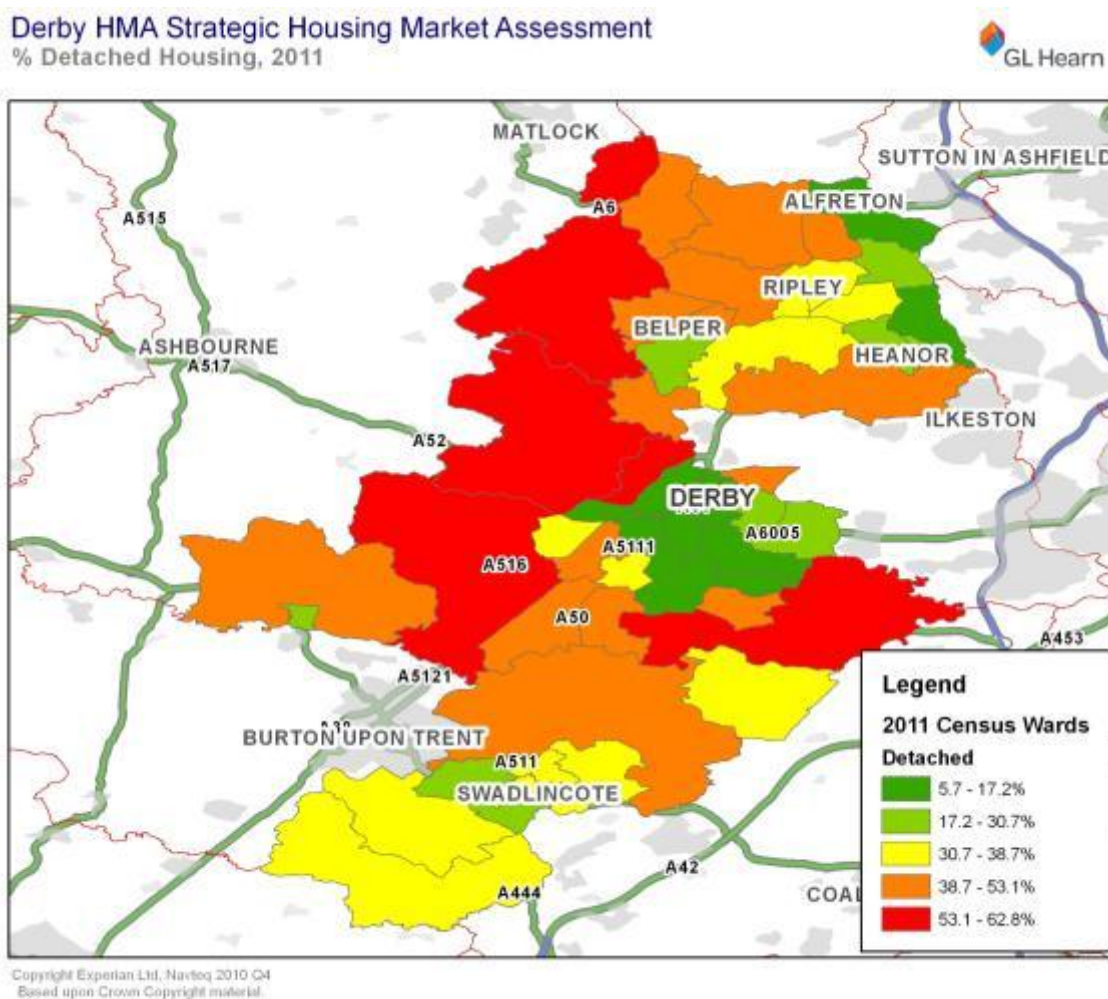 Derby HMA Strategic Housing Market Assessment
% Detached Housing, 2011
GL Hearn
MATLOCK
SUTTON IN ASHFIELD
ALFRETON
A6
A515
RIPLEY
BELPER
ASHBOURNE
HEANOR
A517
ILKESTON
A52
DERBY
A6005
A5111
A516
A50
A453
A5121
A38
BURTON UPON TRENT
A511
SWADLINCOTE
A42
A444
COAL
Legend
2011 Census Wards
Detached
5.7 - 17.2%
17.2 - 30.7%
30.7 - 38.7%
38.7 - 53.1%
53.1 - 62.8%
Copyright Experian Ltd, Navteq 2010 Q4
Based upon Crown Copyright material.